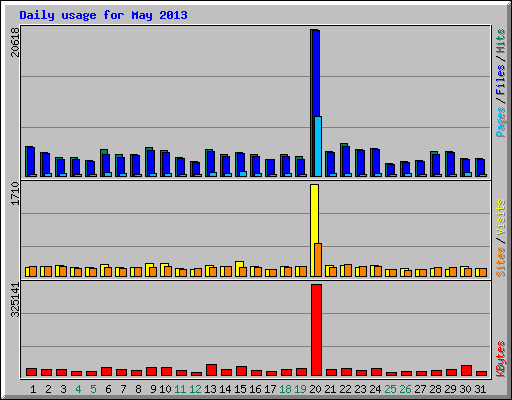 Daily usage for May 2013
20618
Pages / Files / Hits
1710
Sites / Visits
325141
KBytes
1 2 3 4 5 6 7 8 9 10 11 12 13 14 15 16 17 18 19 20 21 22 23 24 25 26 27 28 29 30 31